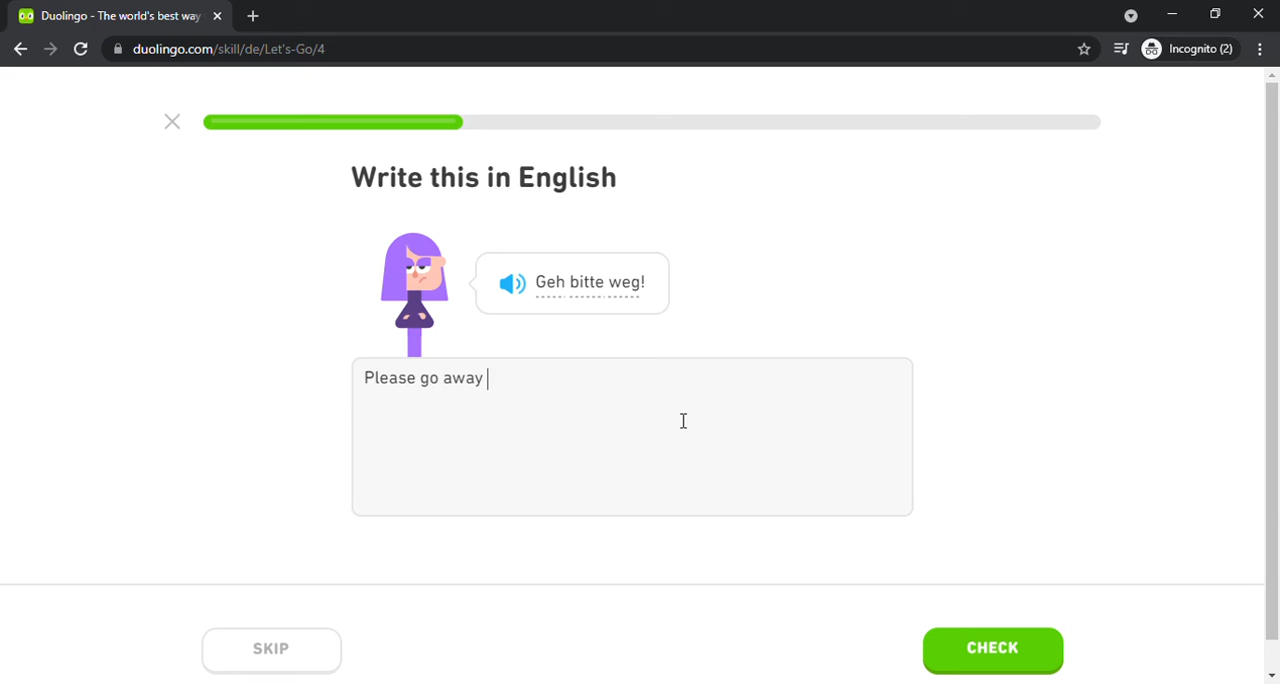 Duolingo - The world's best way
duolingo.com/skill/de/Let's-Go/4
Incognito (2)
Write this in English
Geh bitte weg!
Please go away
SKIP
CHECK